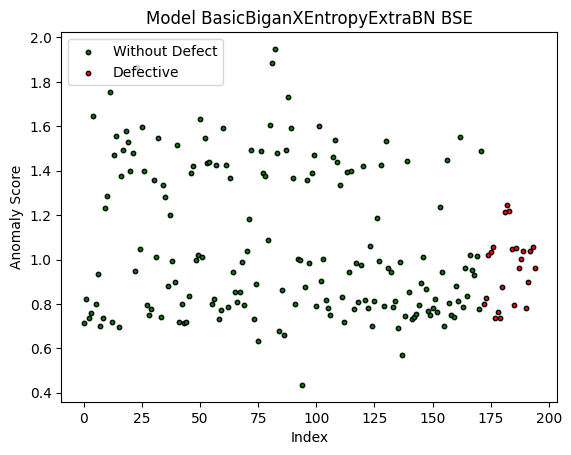 Model BasicBiganXEntropyExtraBN BSE
Without Defect
Defective
2.0
1.8
1.6
1.4
1.2
1.0
0.8
0.6
0.4
Anomaly Score
0 25 50 75 100 125 150 175 200
Index